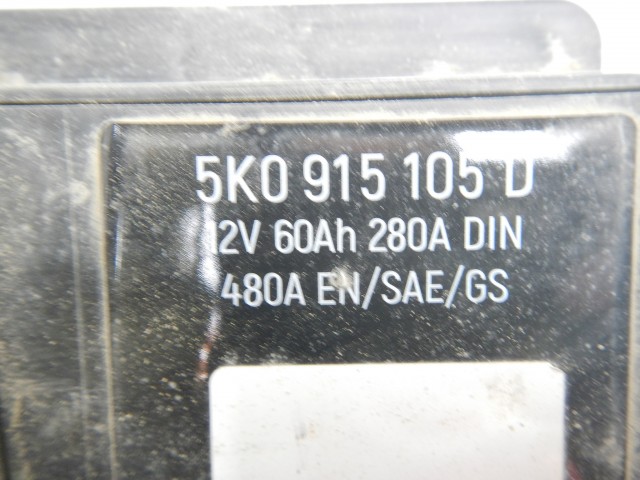 5K0 915 105 D
12V 60Ah 280A DIN
480A EN/SAE/GS